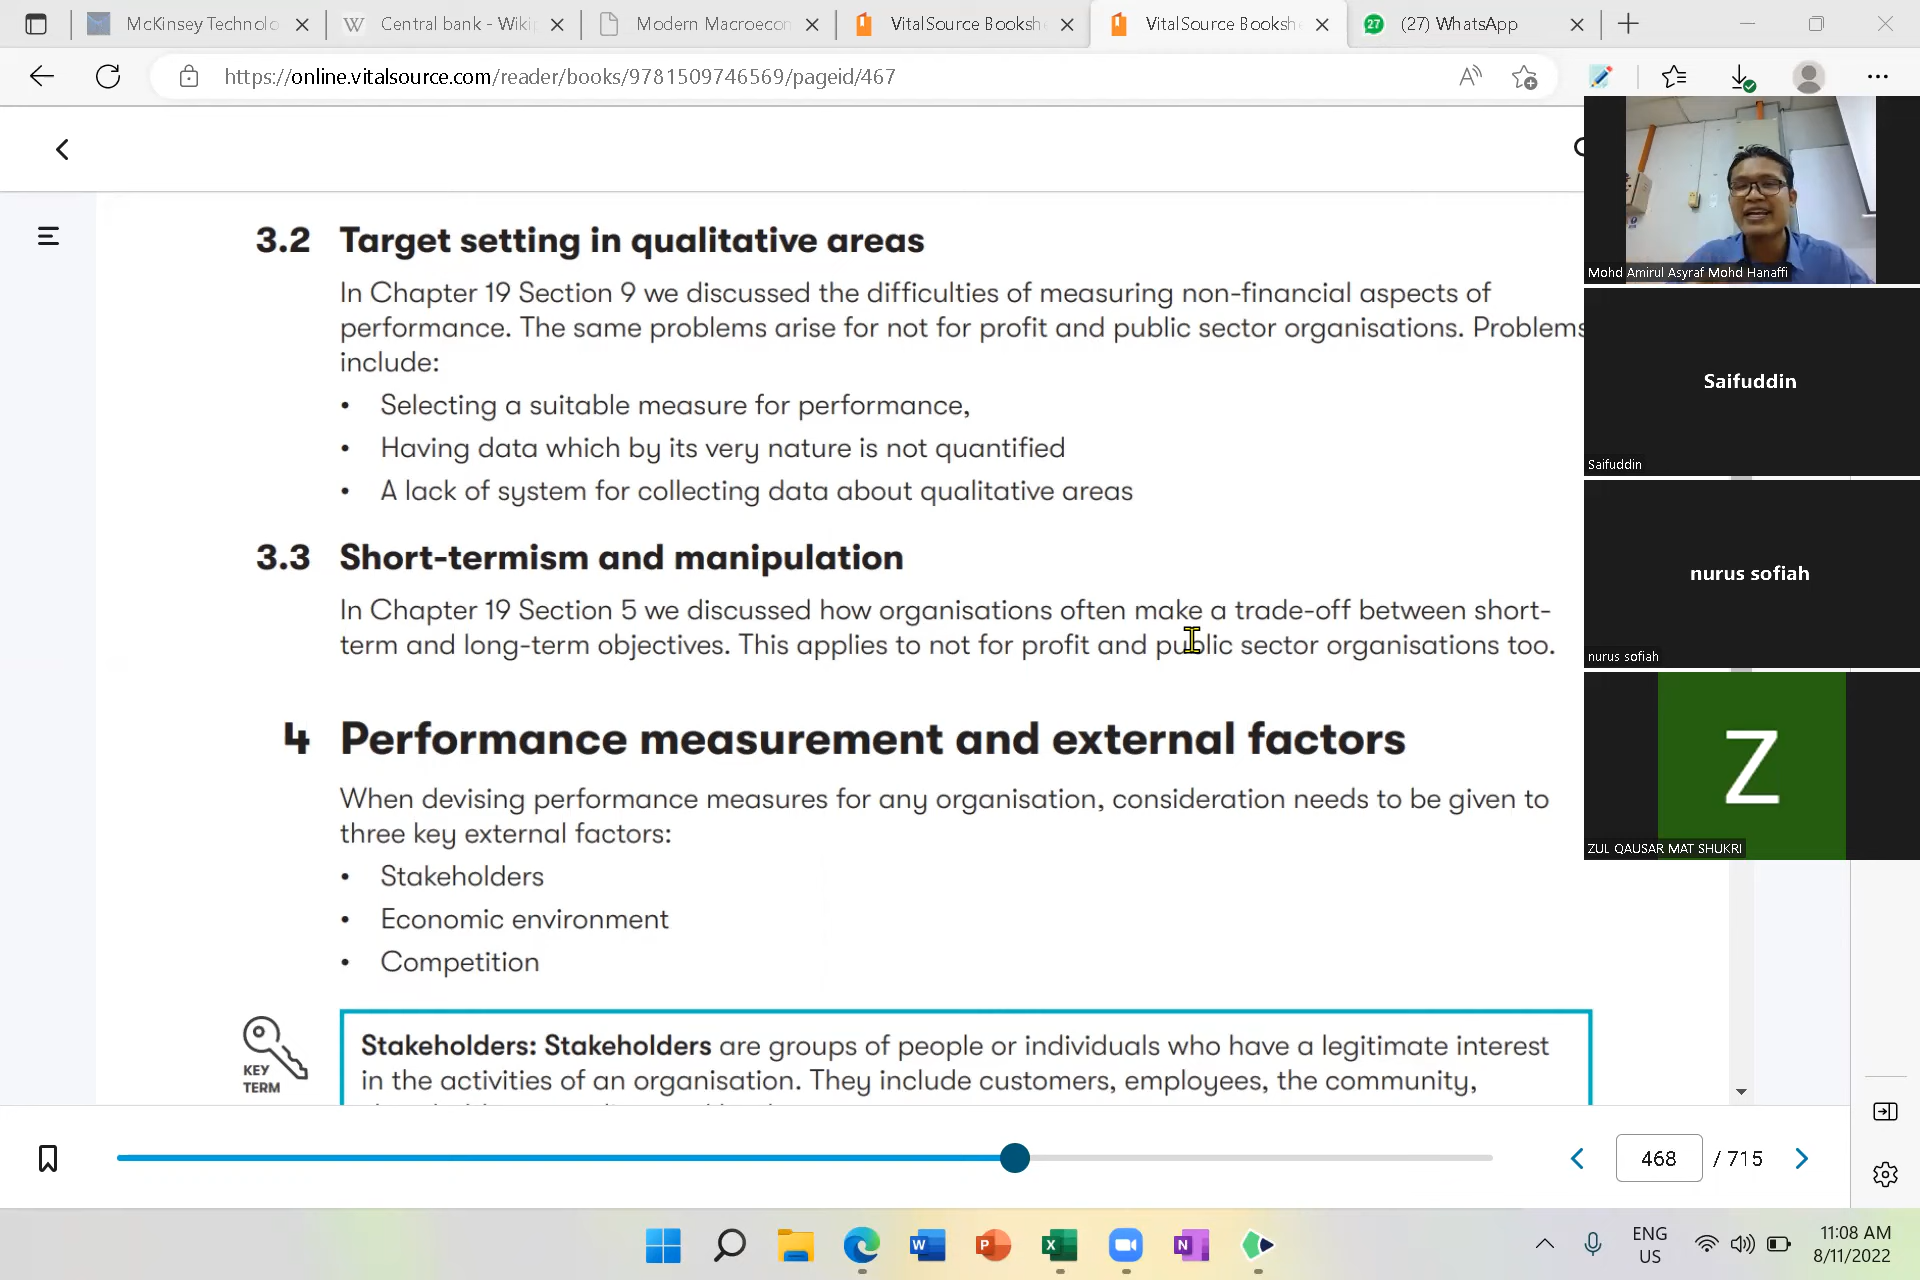 McKinsey Technolo
Central bank - Wiki
Modern Macroecon
VitalSource Bookshe
VitalSource Bookshe
(27) WhatsApp
https://online.vitalsource.com/reader/books/9781509746569/pageid/467
3.2 Target setting in qualitative areas
In Chapter 19 Section 9 we discussed the difficulties of measuring non-financial aspects of
performance. The same problems arise for not for profit and public sector organisations. Problems
include:
• Selecting a suitable measure for performance,
• Having data which by its very nature is not quantified
• A lack of system for collecting data about qualitative areas
3.3 Short-termism and manipulation
In Chapter 19 Section 5 we discussed how organisations often make a trade-off between short-
term and long-term objectives. This applies to not for profit and public sector organisations too.
4 Performance measurement and external factors
When devising performance measures for any organisation, consideration needs to be given to
three key external factors:
• Stakeholders
• Economic environment
• Competition
KEY
TERM
Stakeholders: Stakeholders are groups of people or individuals who have a legitimate interest
in the activities of an organisation. They include customers, employees, the community,
Mohd Amirul Asyraf Mohd Hanaffi
Saifuddin
Saifuddin
nurus sofiah
nurus sofiah
Z
ZUL QAUSAR MAT SHUKRI
468 / 715
ENG
US
11:08 AM
8/11/2022